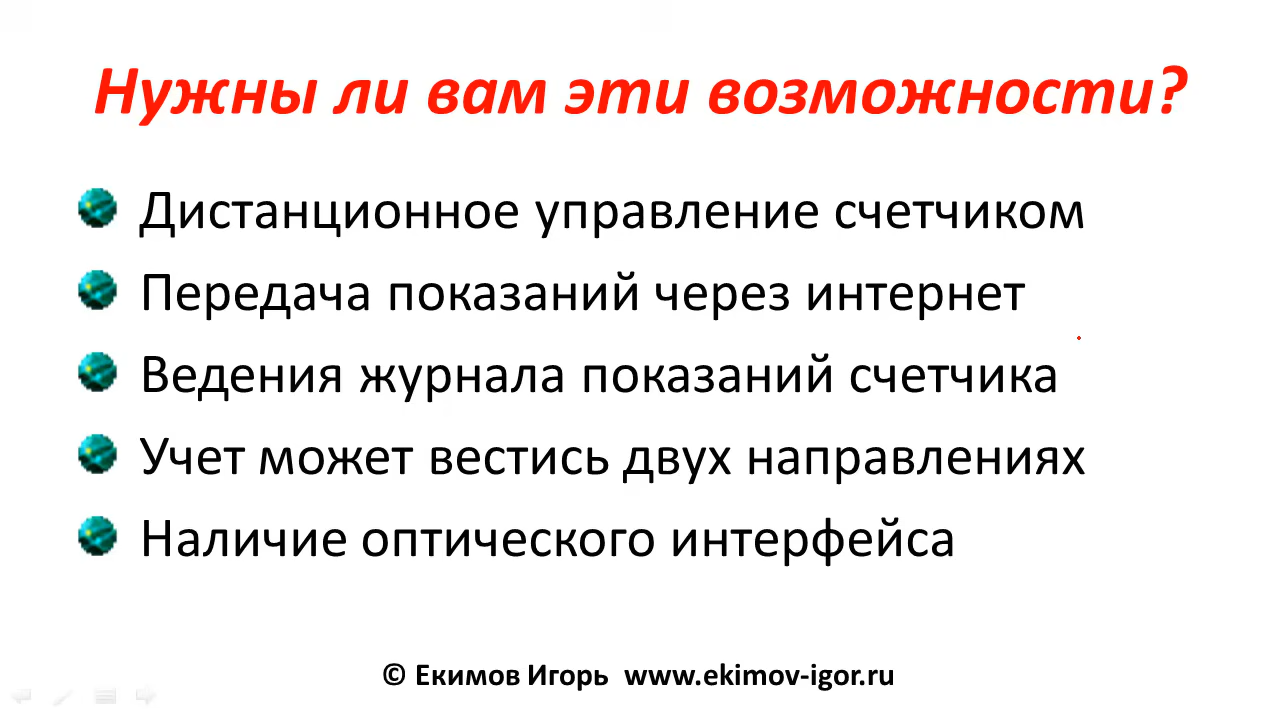 Нужны ли вам эти возможности?
Дистанционное управление счетчиком
Передача показаний через интернет
Ведения журнала показаний счетчика
Учет может вестись двух направлениях
Наличие оптического интерфейса
© Екимов Игорь www.ekimov-igor.ru